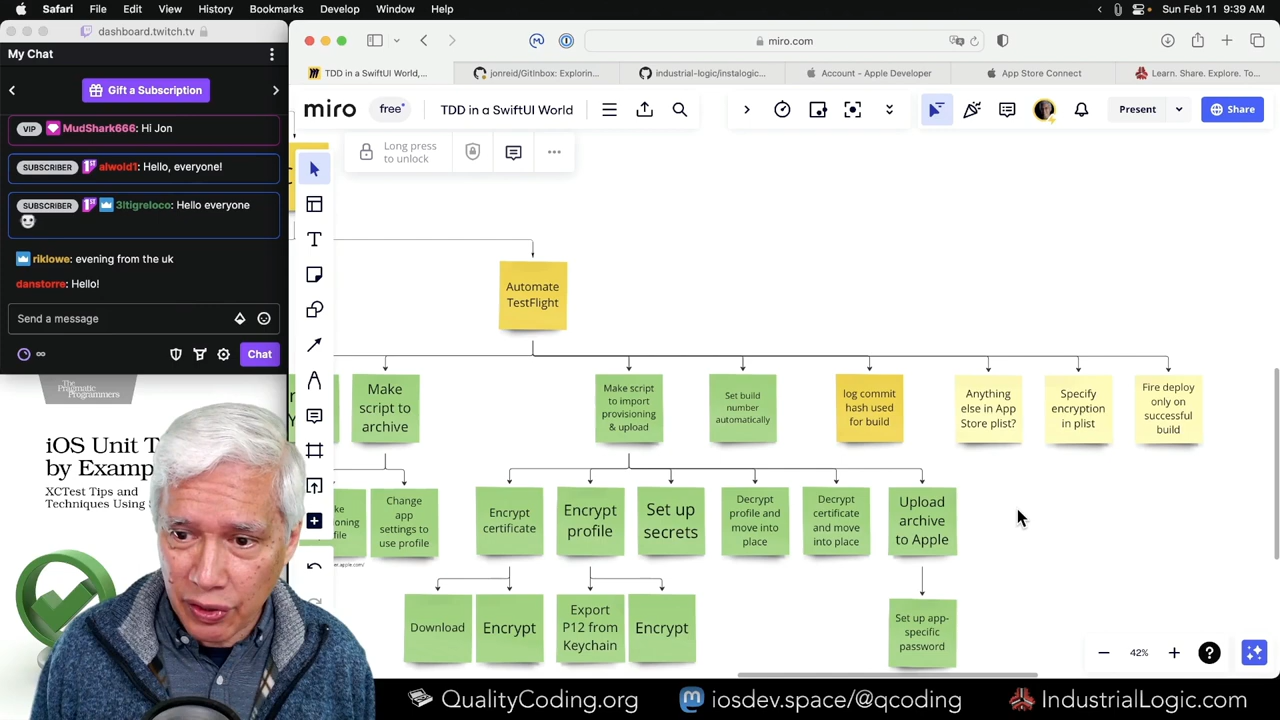 Safari File Edit View History Bookmarks Develop Window Help
Sun Feb 11 9:39 AM
dashboard.twitch.tv
My Chat
Gift a Subscription
VIP MudShark666: Hi Jon
SUBSCRIBER alwold1: Hello, everyone!
SUBSCRIBER 3ltigreloco: Hello everyone
riklowe: evening from the uk
danstorre: Hello!
Send a message
Chat
miro.com
TDD in a SwiftUI World,...
jonreid/GitInbox: Explorin...
industrial-logic/instalogic...
Account - Apple Developer
App Store Connect
Learn. Share. Explore. To...
miro
free
TDD in a SwiftUI World
Present
Share
Long press
to unlock
Automate
TestFlight
Make
script to
archive
Make script
to import
provisioning
& upload
Set build
number
automatically
log commit
hash used
for build
Anything
else in App
Store plist?
Specify
encryption
in plist
Fire deploy
only on
successful
build
Change
app
settings to
use profile
Encrypt
certificate
Encrypt
profile
Set up
secrets
Decrypt
profile and
move into
place
Decrypt
certificate
and move
into place
Upload
archive
to Apple
Download
Encrypt
Export
P12 from
Keychain
Encrypt
Set up app-
specific
password
42%
The
Pragmatic
Programmers
iOS Unit T
by Examp
XCTest Tips and
Techniques Using
QualityCoding.org
iosdev.space/@qcoding
IndustrialLogic.com